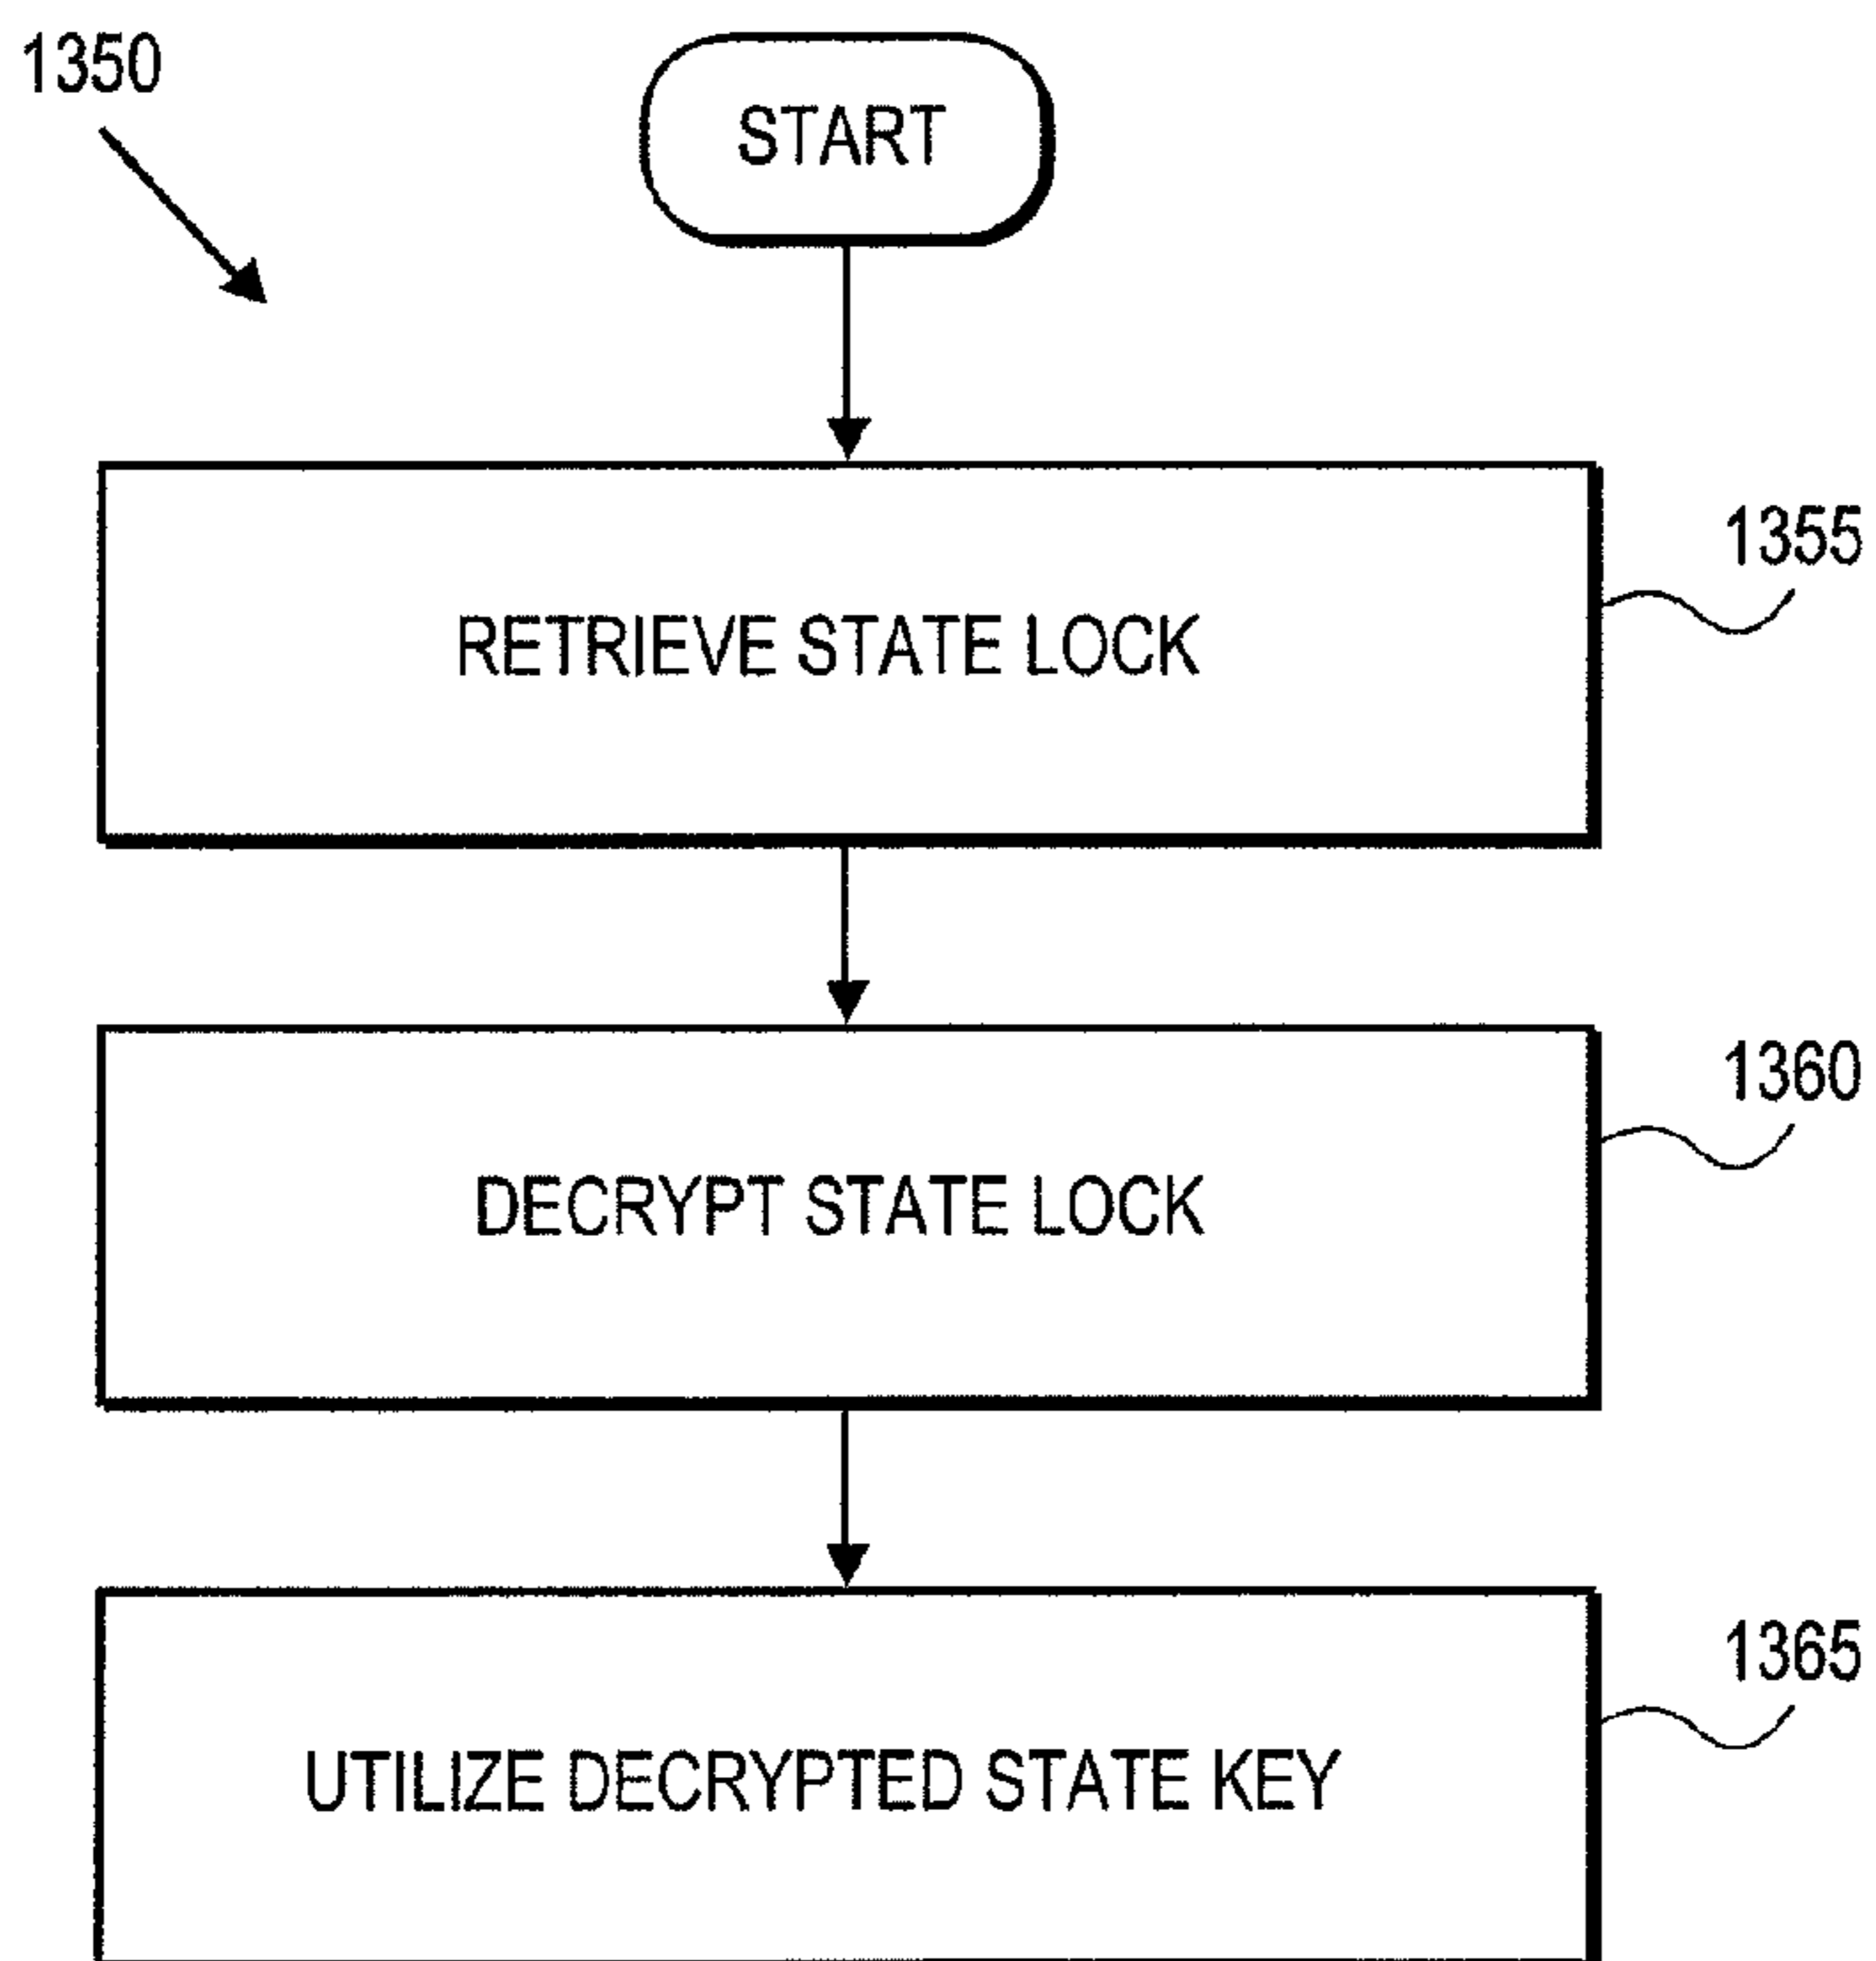 1350
START
1355
RETRIEVE STATE LOCK
1360
DECRYPT STATE LOCK
1365
UTILIZE DECRYPTED STATE KEY